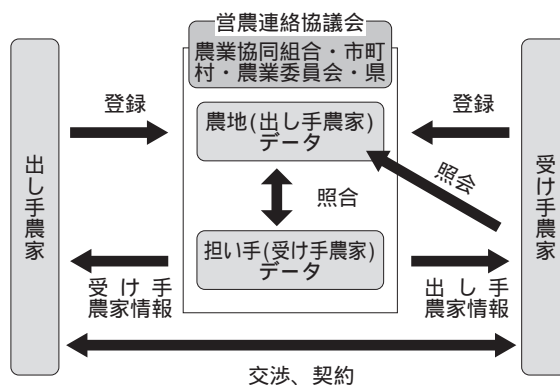 営農連絡協議会
農業協同組合・市町
村・農業委員会・県
登録
登録
農地(出し手農家)
データ
出し手農家
受け手農家
照会
照合
担い手(受け手農家)
データ
受け手
農家情報
出し手
農家情報
交渉、契約